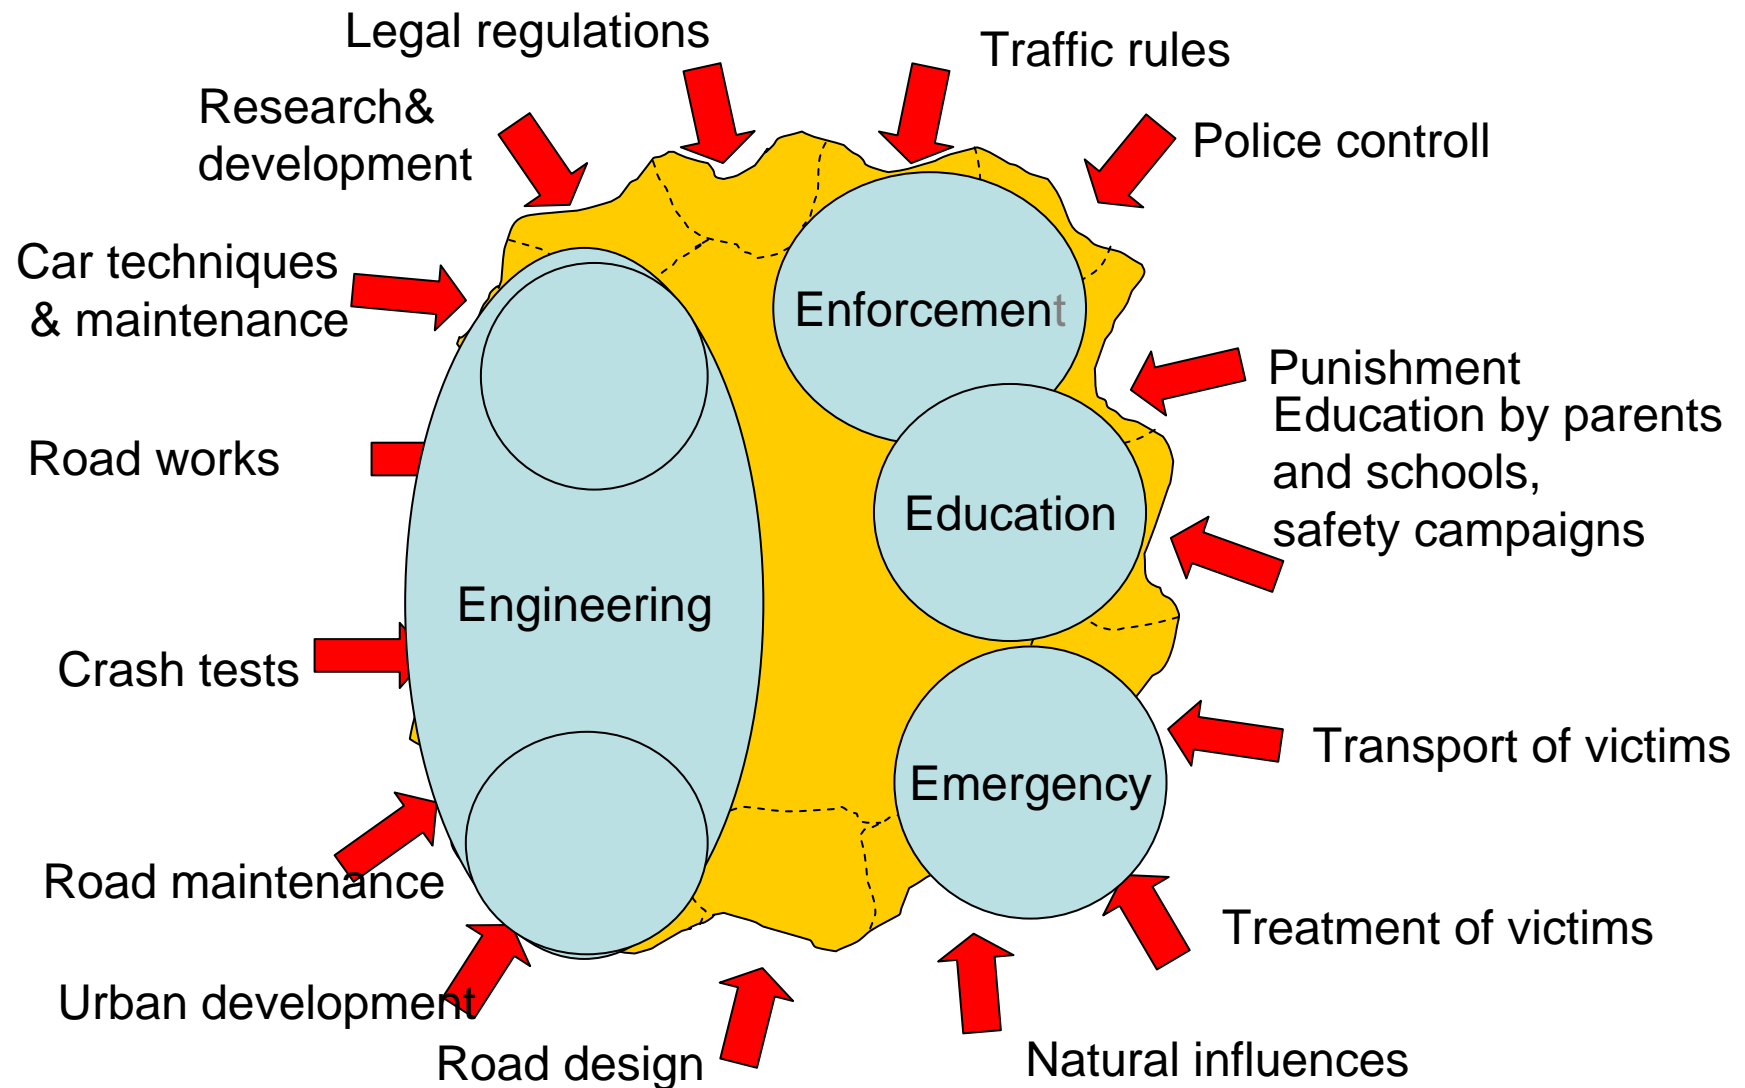 Legal regulations
Traffic rules
Research&
development
Police controll
Car techniques
& maintenance
Enforcement
Punishment
Education by parents
and schools,
safety campaigns
Road works
Education
Engineering
Crash tests
Transport of victims
Emergency
Road maintenance
Treatment of victims
Urban development
Road design
Natural influences